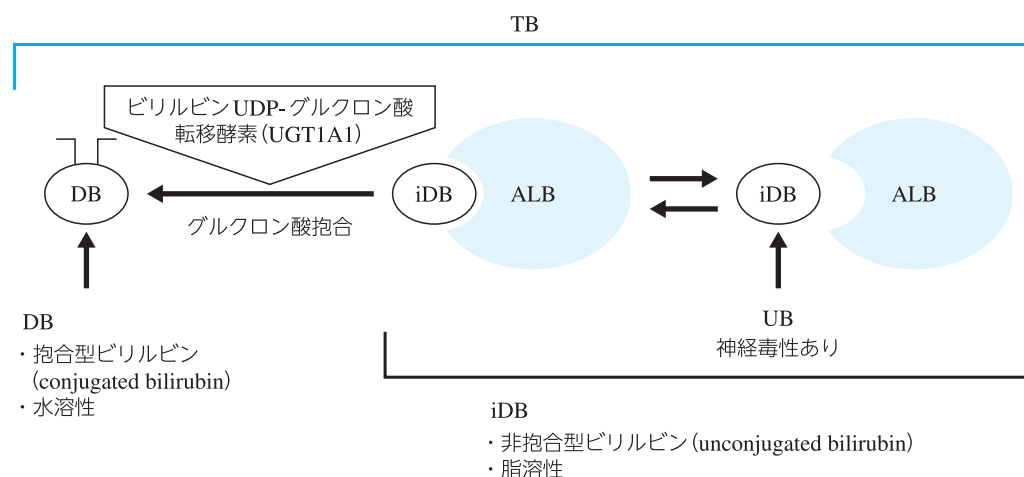 TB
ビリルビンUDP-グルクロン酸
転移酵素(UGT1A1)
DB
iDB
ALB
iDB
ALB
グルクロン酸抱合
DB
・抱合型ビリルビン
(conjugated bilirubin)
・水溶性
UB
神経毒性あり
iDB
・非抱合型ビリルビン(unconjugated bilirubin)
・脂溶性